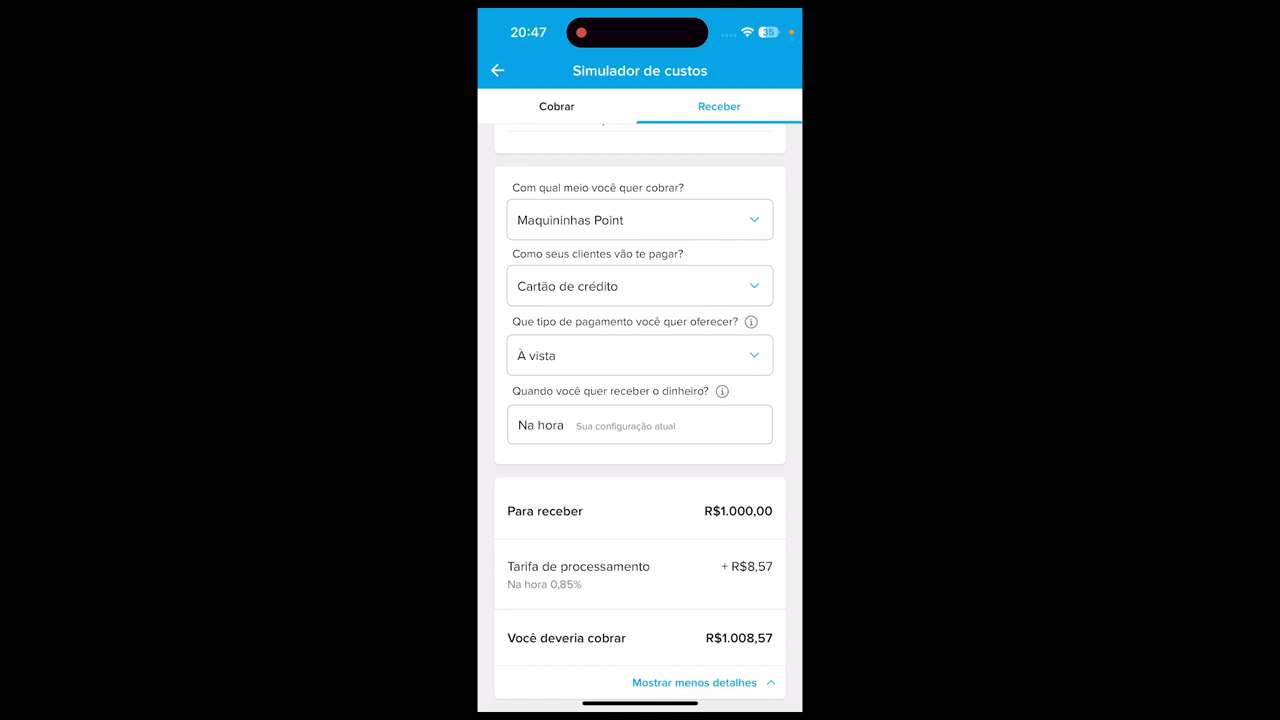 20:47
35
Simulador de custos
Cobrar
Receber
Com qual meio você quer cobrar?
Maquininhas Point
Como seus clientes vão te pagar?
Cartão de crédito
Que tipo de pagamento você quer oferecer?
À vista
Quando você quer receber o dinheiro?
Na hora Sua configuração atual
Para receber R$1.000,00
Tarifa de processamento + R$8,57
Na hora 0,85%
Você deveria cobrar R$1.008,57
Mostrar menos detalhes